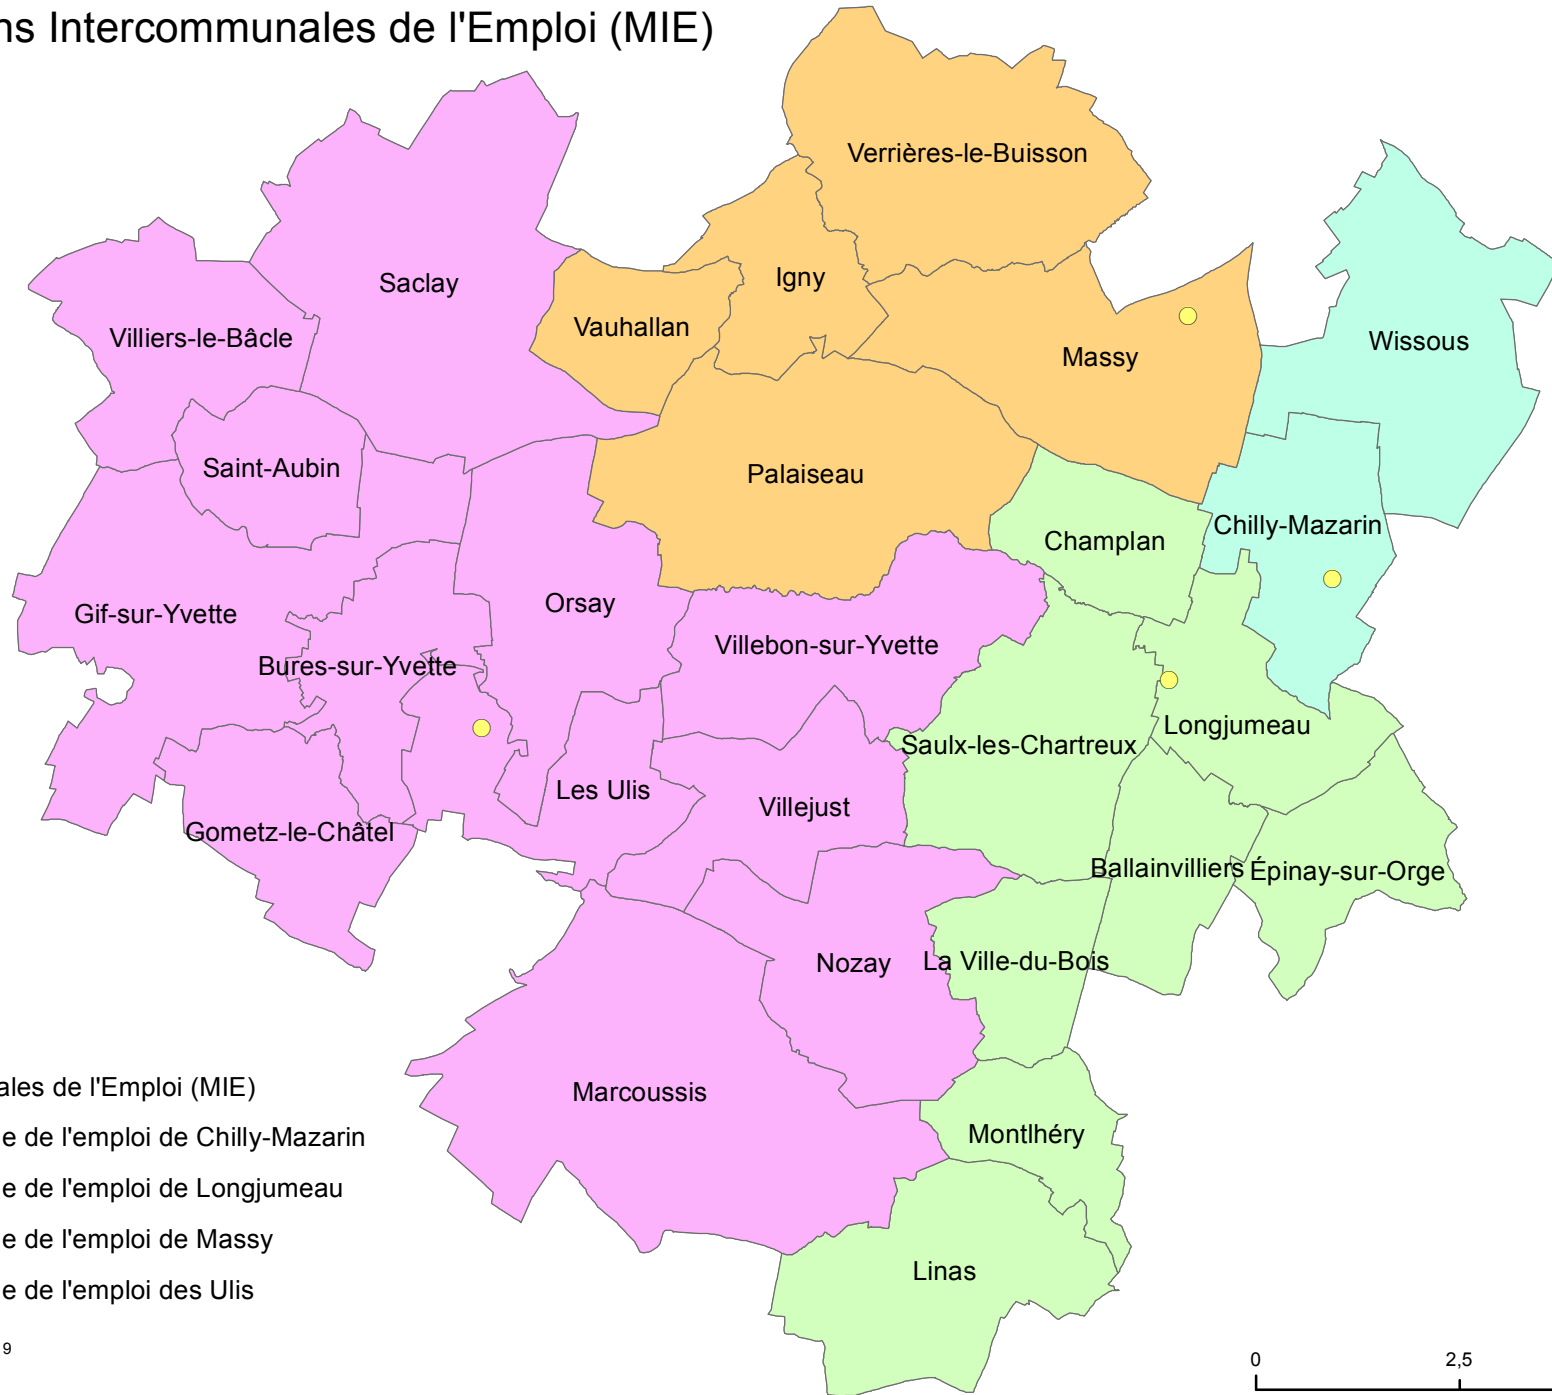 ns Intercommunales de l'Emploi (MIE)
Verrières-le-Buisson
Saclay
Igny
Vauhallan
Villiers-le-Bâcle
Wissous
Massy
Saint-Aubin
Palaiseau
Chilly-Mazarin
Champlan
Orsay
Gif-sur-Yvette
Villebon-sur-Yvette
Bures-sur-Yvette
Longjumeau
Saulx-les-Chartreux
Les Ulis
Villejust
Gometz-le-Châtel
Ballainvilliers
Épinay-sur-Orge
Nozay
La Ville-du-Bois
Marcoussis
Montlhéry
Linas
ales de l'Emploi (MIE)
e de l'emploi de Chilly-Mazarin
e de l'emploi de Longjumeau
e de l'emploi de Massy
e de l'emploi des Ulis
9
0 2,5